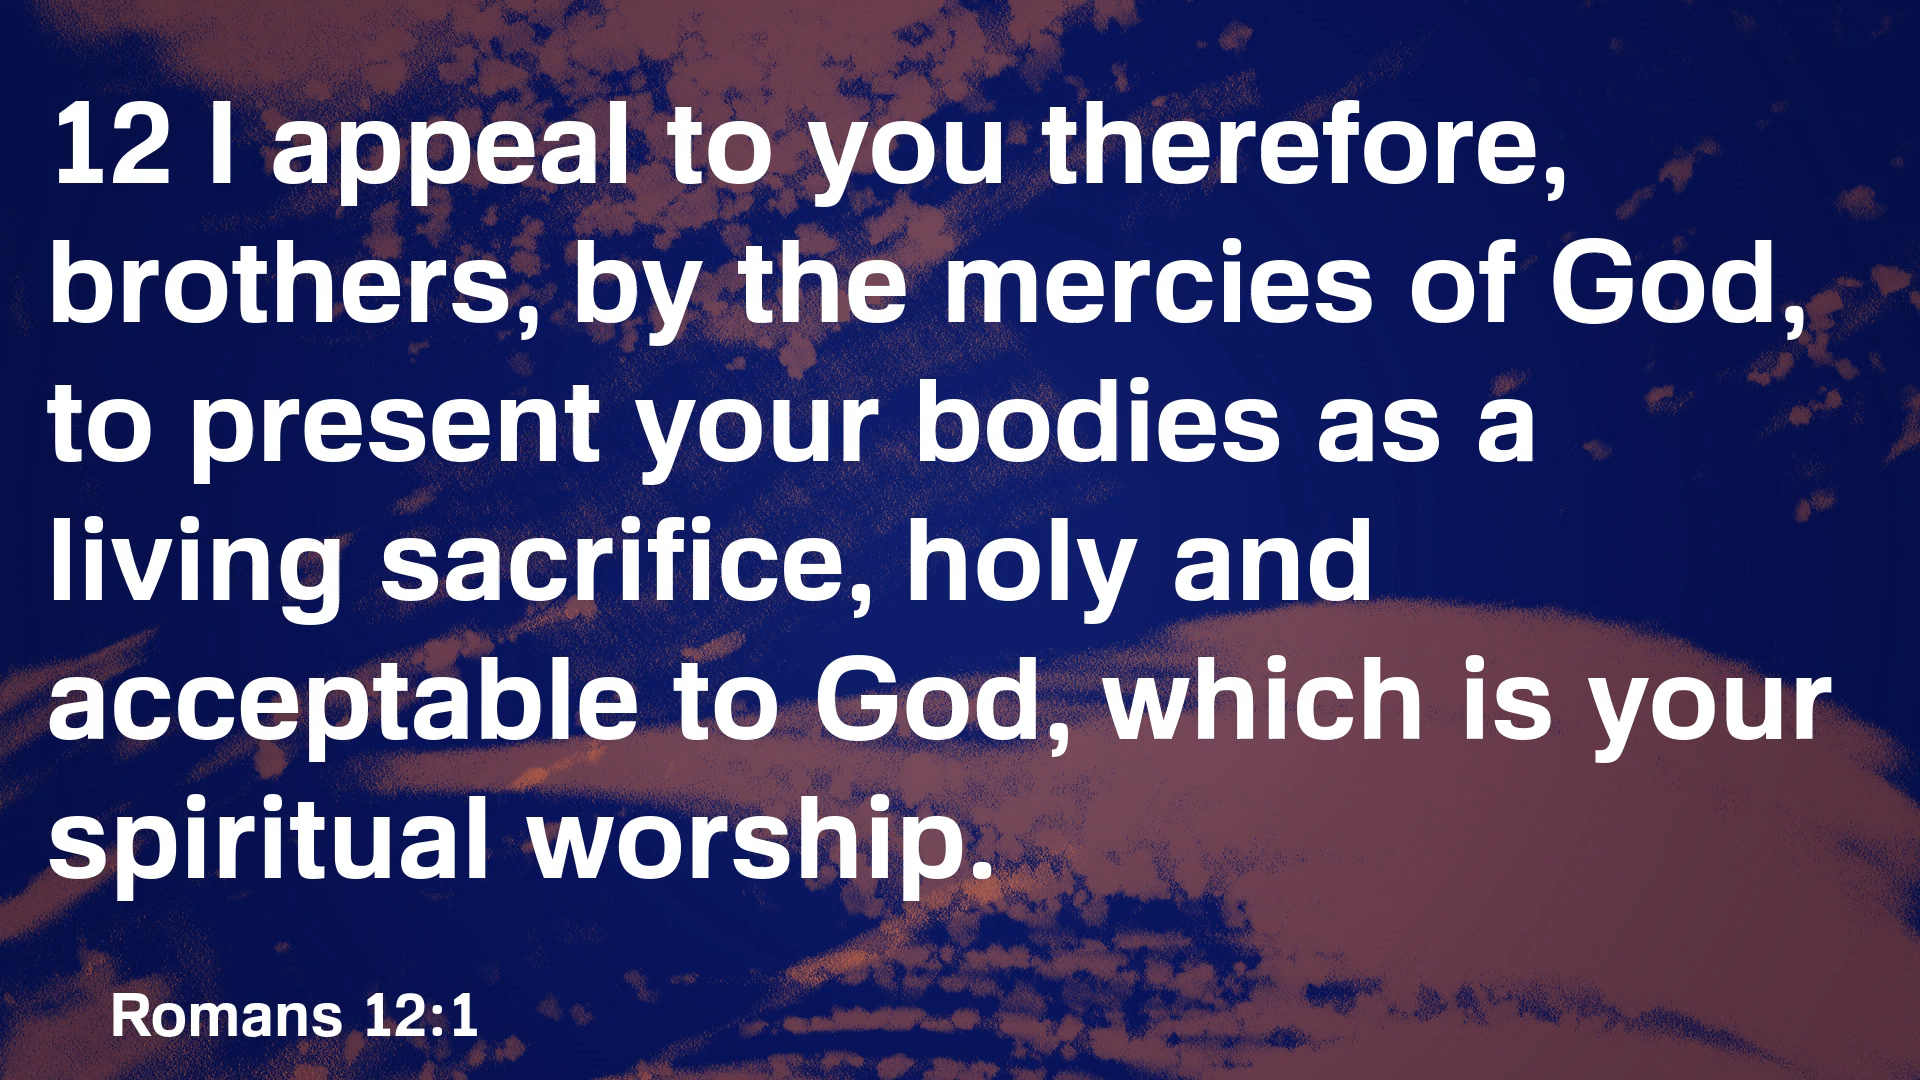 12 I appeal to you therefore,
brothers, by the mercies of God,
to present your bodies as a
living sacrifice, holy and
acceptable to God, which is your
spiritual worship.
Romans 12:1